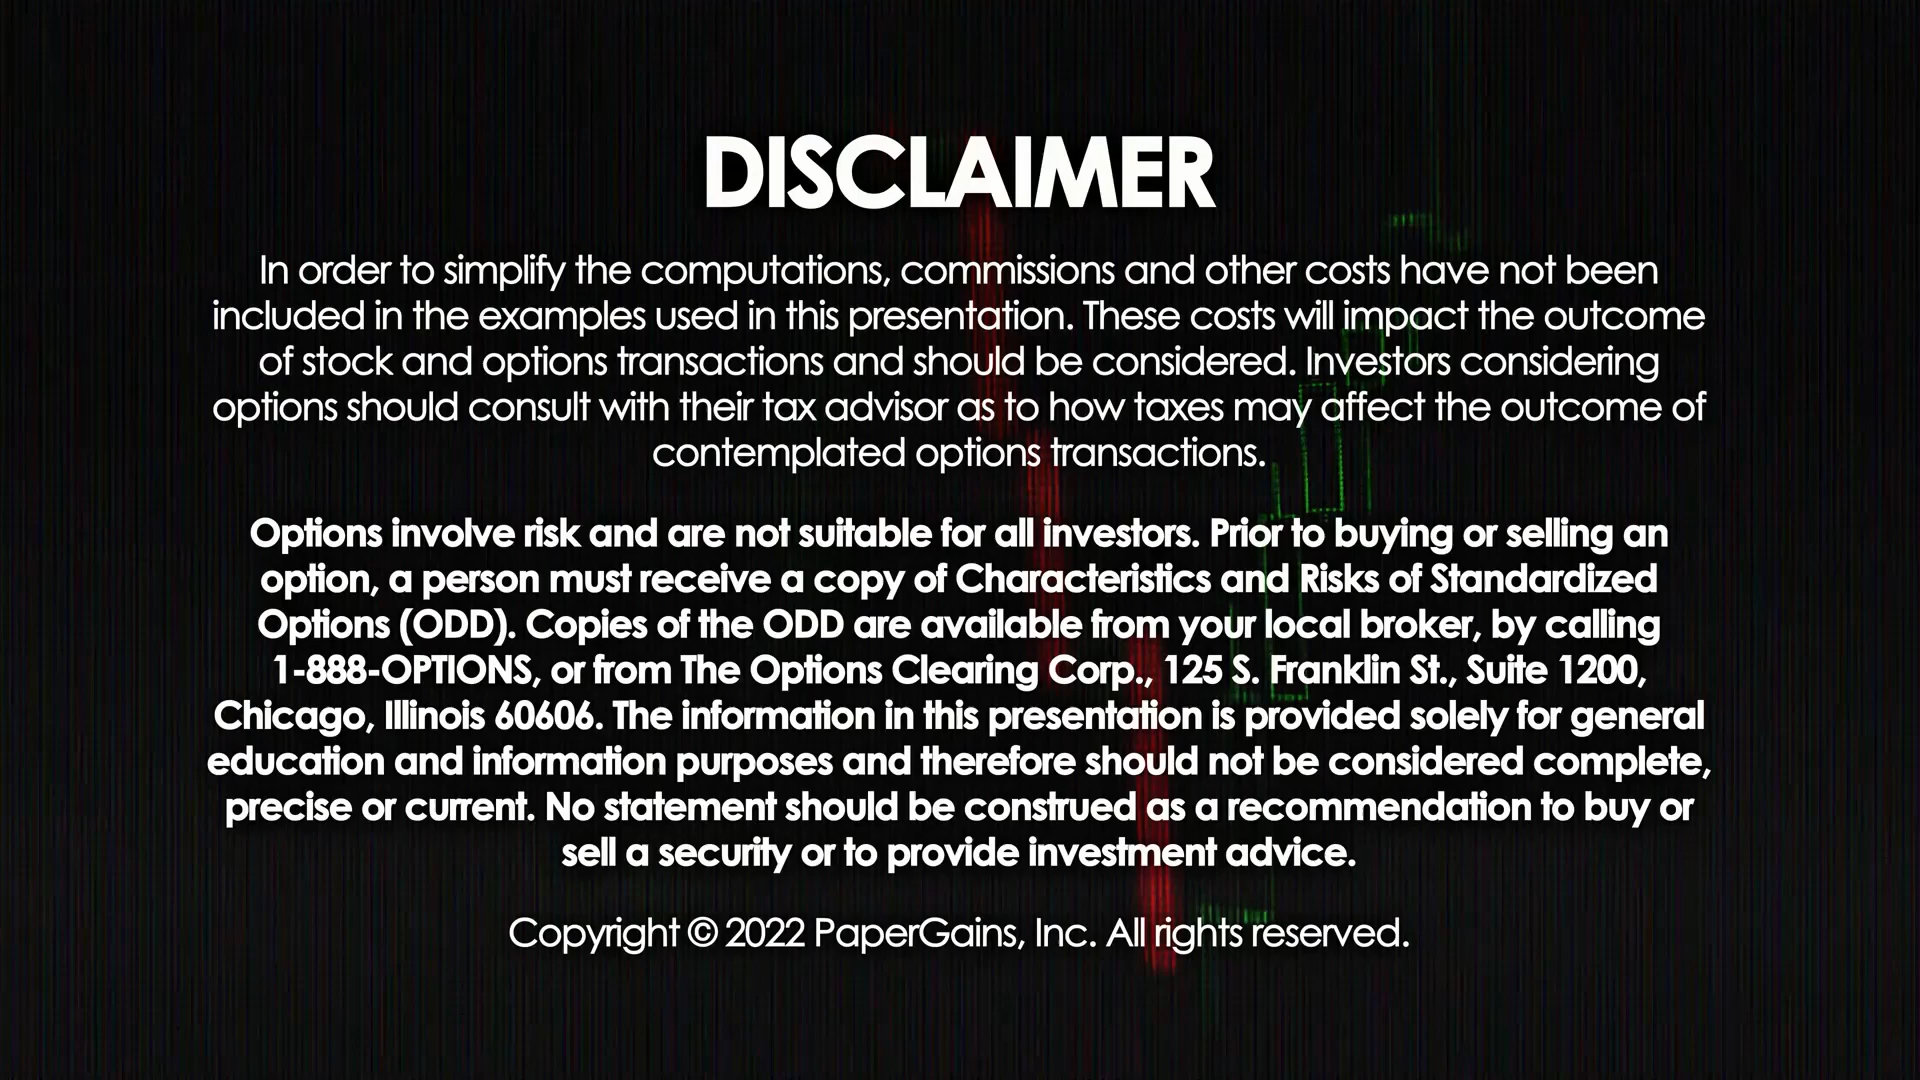 DISCLAIMER
In order to simplify the computations, commissions and other costs have not been
included in the examples used in this presentation. These costs will impact the outcome
of stock and options transactions and should be considered. Investors considering
options should consult with their tax advisor as to how taxes may affect the outcome of
contemplated options transactions.
Options involve risk and are not suitable for all investors. Prior to buying or selling an
option, a person must receive a copy of Characteristics and Risks of Standardized
Options (ODD). Copies of the ODD are available from your local broker, by calling
1-888-OPTIONS, or from The Options Clearing Corp., 125 S. Franklin St., Suite 1200,
Chicago, Illinois 60606. The information in this presentation is provided solely for general
education and information purposes and therefore should not be considered complete,
precise or current. No statement should be construed as a recommendation to buy or
sell a security or to provide investment advice.
Copyright © 2022 PaperGains, Inc. All rights reserved.